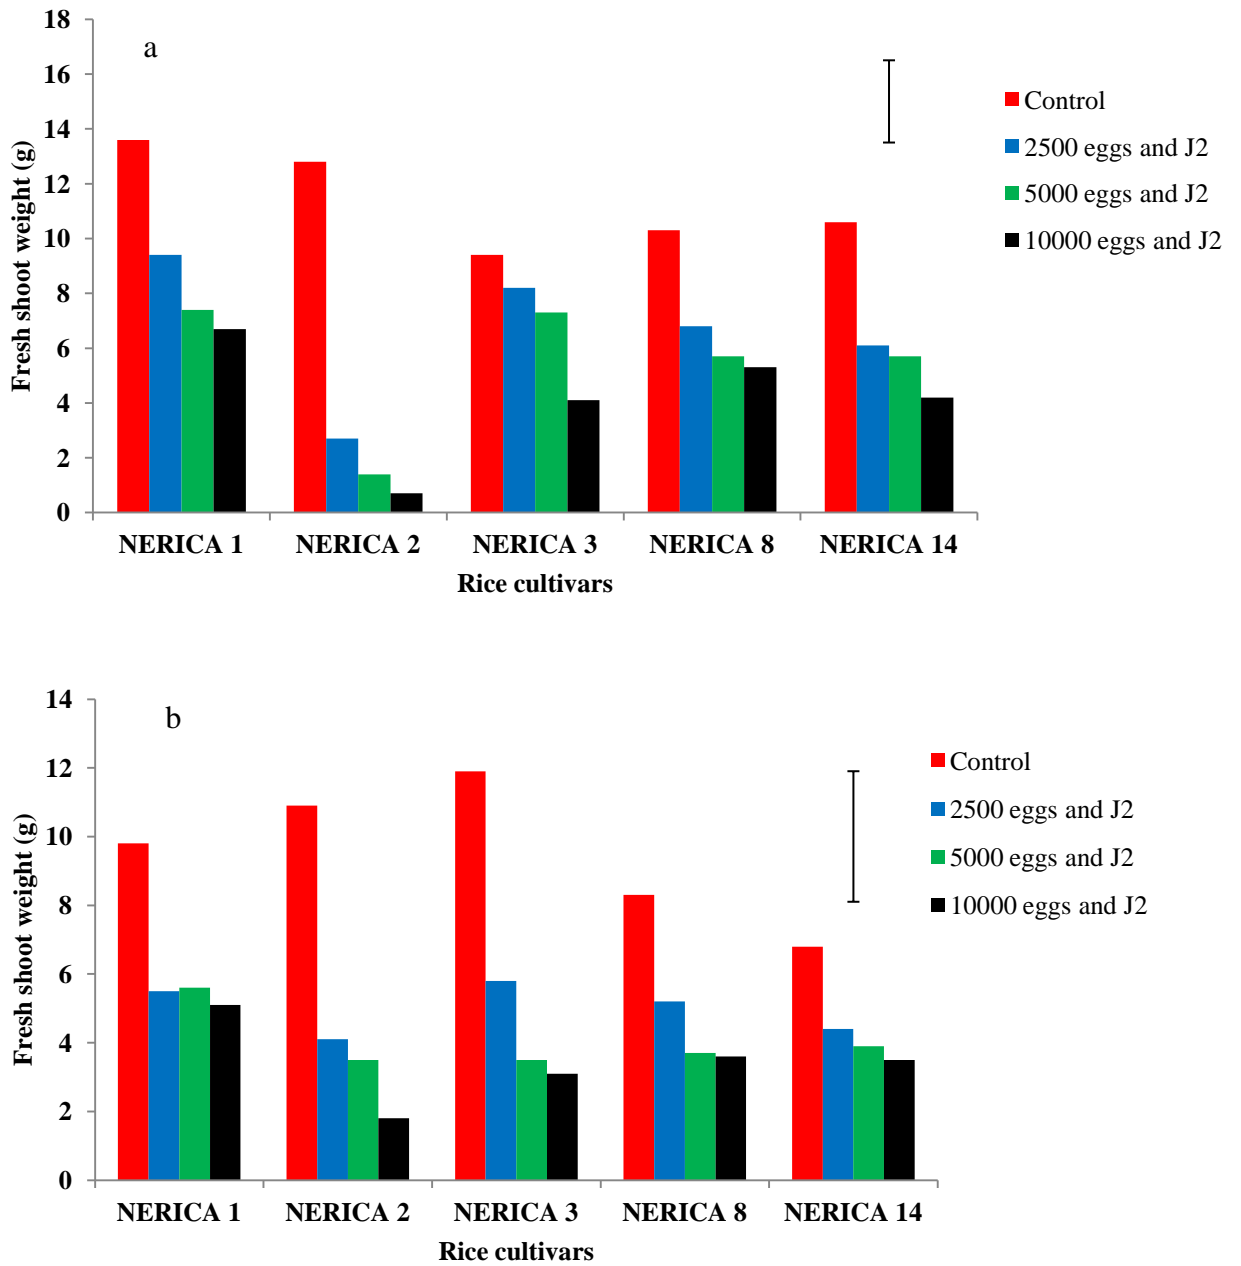 18
16
14
12
10
8
6
4
2
0
Fresh shoot weight (g)
a
Control
2500 eggs and J2
5000 eggs and J2
10000 eggs and J2
NERICA 1 NERICA 2 NERICA 3 NERICA 8 NERICA 14
Rice cultivars
14
12
10
8
6
4
2
0
Fresh shoot weight (g)
b
Control
2500 eggs and J2
5000 eggs and J2
10000 eggs and J2
NERICA 1 NERICA 2 NERICA 3 NERICA 8 NERICA 14
Rice cultivars